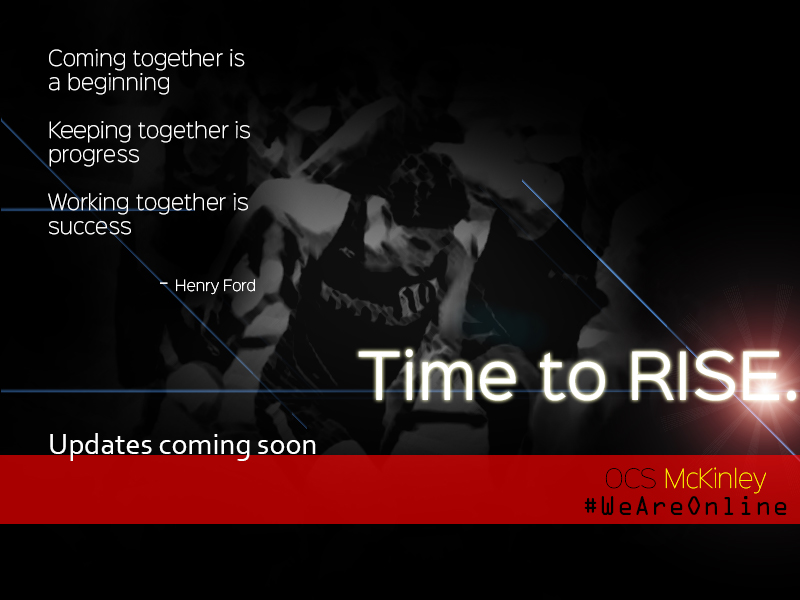 Coming together is
a beginning
Keeping together is
progress
Working together is
success
- Henry Ford
Time to RISE.
Updates coming soon
OCS McKinley
#WeAreOnline